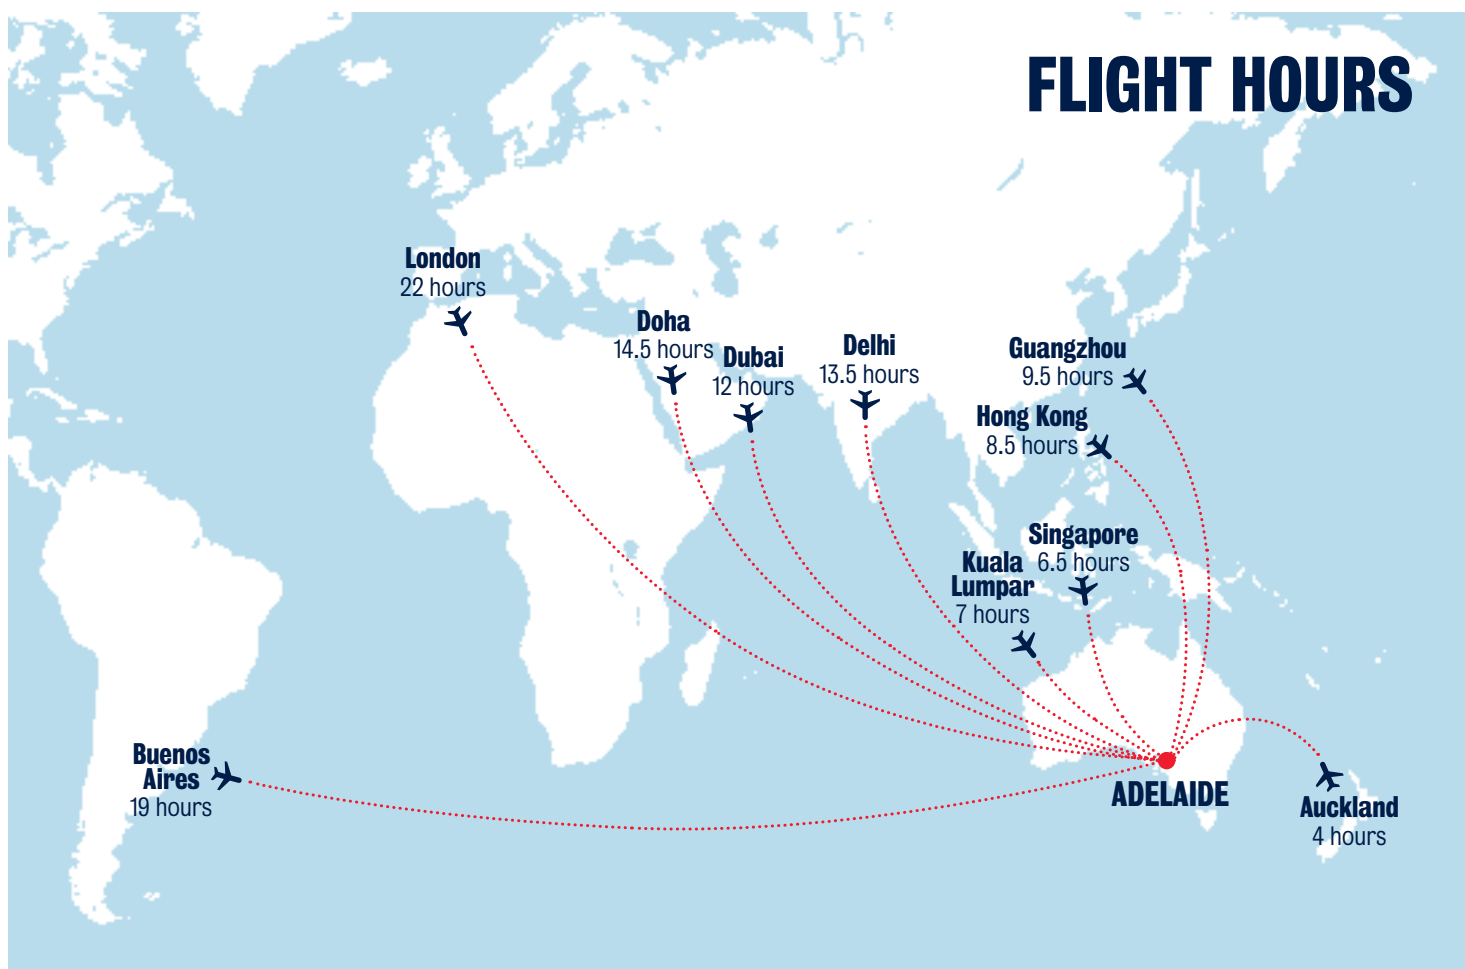 FLIGHT HOURS
London
22 hours
Doha
14.5 hours
Dubai
12 hours
Delhi
13.5 hours
Guangzhou
9.5 hours
Hong Kong
8.5 hours
Singapore
6.5 hours
Kuala
Lumpar
7 hours
Buenos
Aires
19 hours
ADELAIDE
Auckland
4 hours